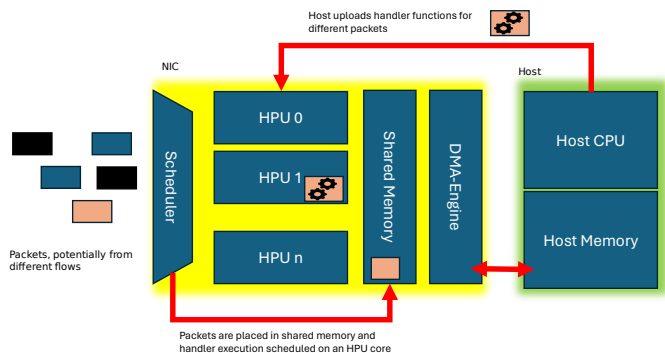 Host uploads handler functions for
different packets
NIC
Host
HPU 0
HPU 1
HPU n
Scheduler
Shared Memory
DMA-Engine
Host CPU
Host Memory
Packets, potentially from
different flows
Packets are placed in shared memory and
handler execution scheduled on an HPU core